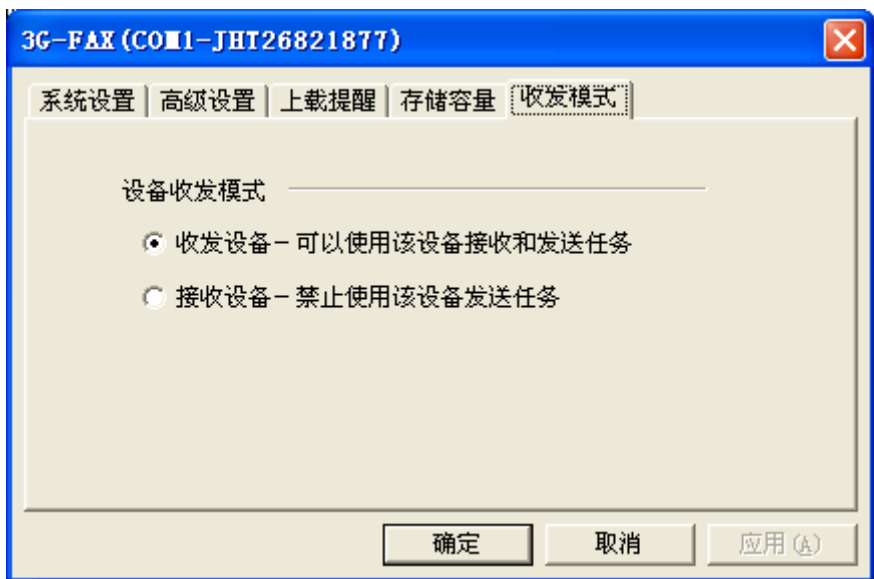 3G-FAX(COM1-JHT26821877)
系统设置 高级设置 上载提醒 存储容量 收发模式
设备收发模式
收发设备－可以使用该设备接收和发送任务
接收设备－禁止使用该设备发送任务
确定 取消 应用(A)